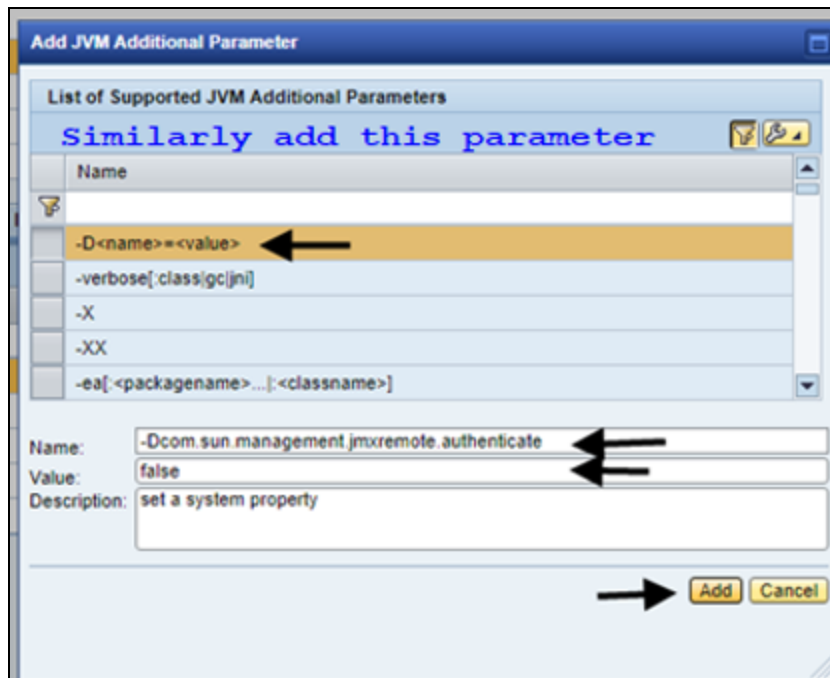 Add JVM Additional Parameter
List of Supported JVM Additional Parameters
Similarly add this parameter
Name
-D<name>=<value>
-verbose[:class|gc|jni]
-X
-XX
-ea[:<packagename>...|:<classname>]
Name: -Dcom.sun.management.jmxremote.authenticate
Value: false
Description: set a system property
Add Cancel